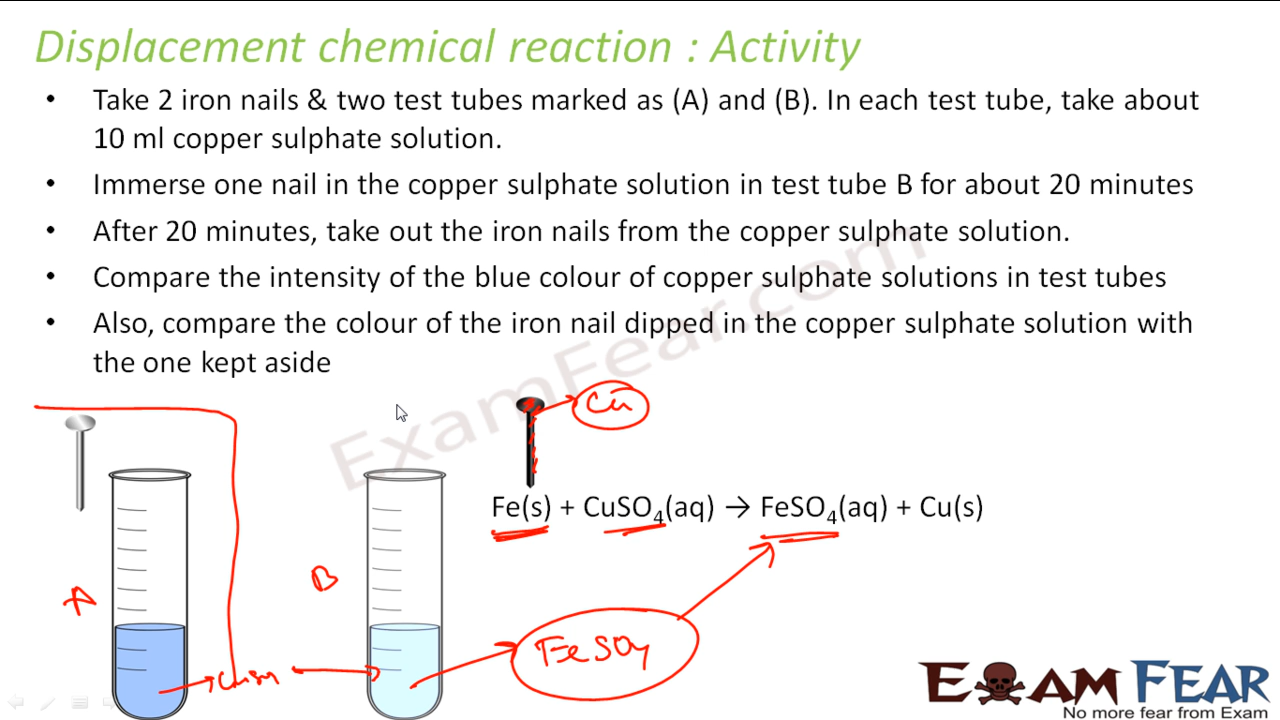 Displacement chemical reaction : Activity
• Take 2 iron nails & two test tubes marked as (A) and (B). In each test tube, take about
10 ml copper sulphate solution.
• Immerse one nail in the copper sulphate solution in test tube B for about 20 minutes
• After 20 minutes, take out the iron nails from the copper sulphate solution.
• Compare the intensity of the blue colour of copper sulphate solutions in test tubes
• Also, compare the colour of the iron nail dipped in the copper sulphate solution with
the one kept aside
ExamFear.com
Cu
Fe(s) + CuSO₄(aq) → FeSO₄(aq) + Cu(s)
A
B
FeSO₄
EXAM FEAR
No more fear from Exam